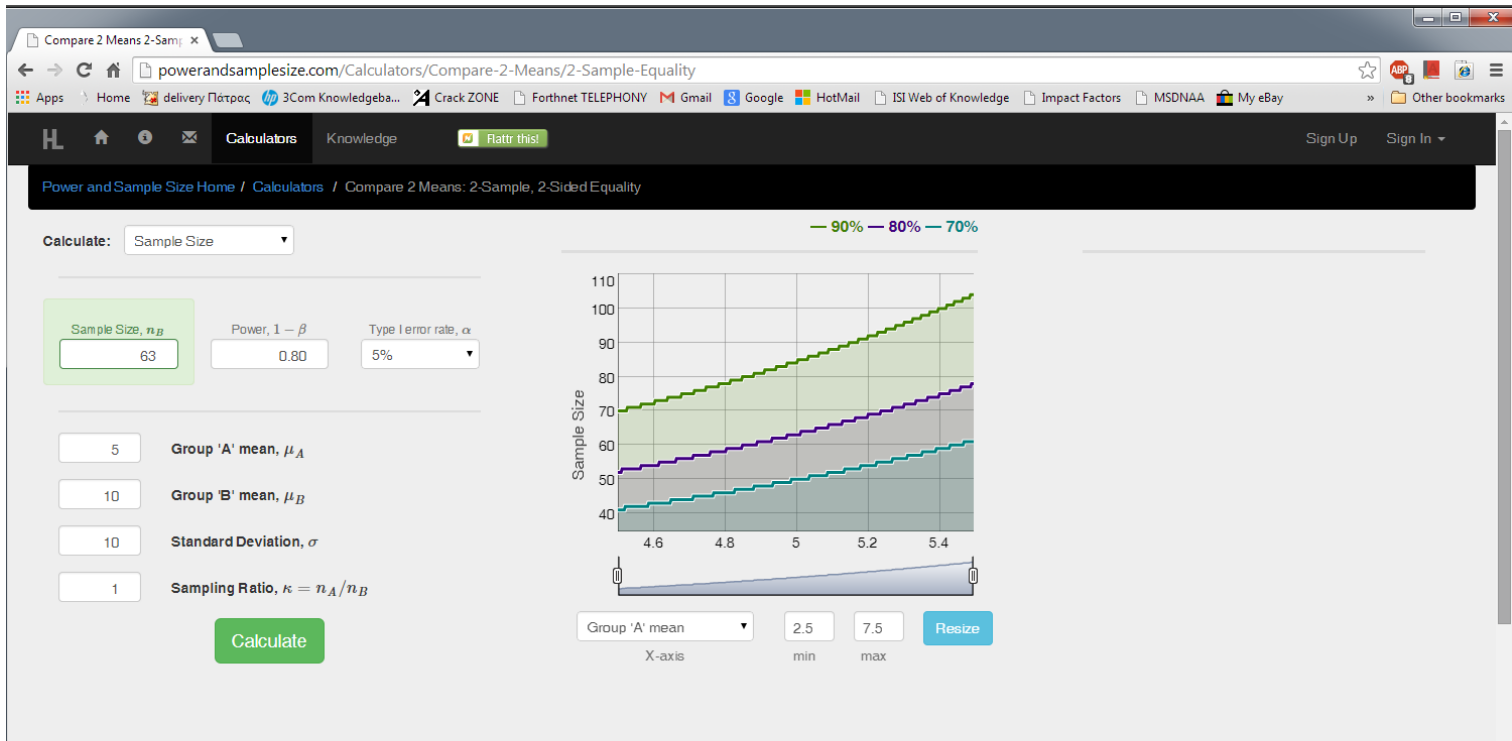 Compare 2 Means 2-Samp
powerandsamplesize.com/Calculators/Compare-2-Means/2-Sample-Equality
ABP 8
Apps Home delivery Πάτρας hp 3Com Knowledgeba... Crack ZONE Forthnet TELEPHONY Gmail 8 Google HotMail ISI Web of Knowledge Impact Factors MSDNAA My eBay » Other bookmarks
HL Calculators Knowledge Flattr this! Sign Up Sign In
Power and Sample Size Home / Calculators / Compare 2 Means: 2-Sample, 2-Sided Equality
Calculate: Sample Size
Sample Size, n_B Power, 1 − β Type I error rate, α
63 0.80 5%
5 Group 'A' mean, μ_A
10 Group 'B' mean, μ_B
10 Standard Deviation, σ
1 Sampling Ratio, κ = n_A/n_B
Calculate
90% 80% 70%
Sample Size
110
100
90
80
70
60
50
40
4.6 4.8 5 5.2 5.4
Group 'A' mean 2.5 7.5 Resize
X-axis min max